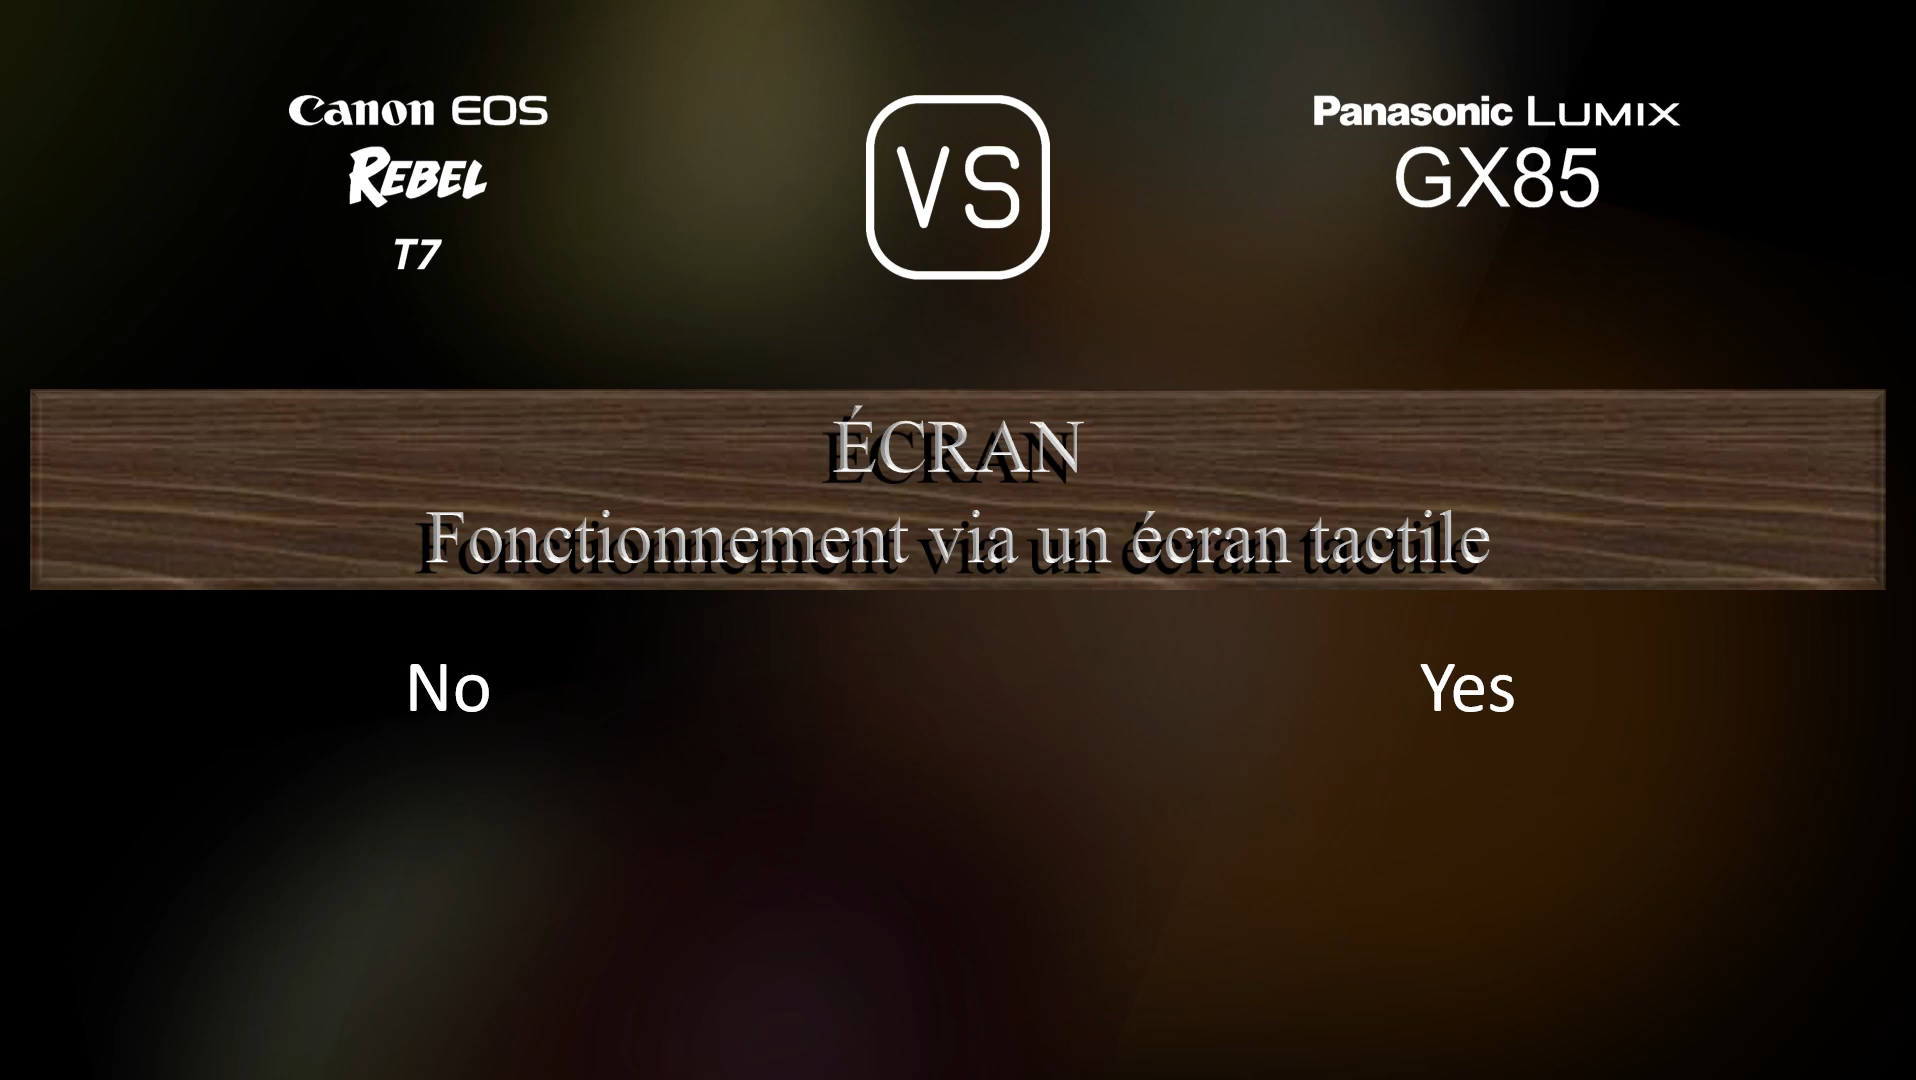 Canon EOS
REBEL
T7
VS
Panasonic LUMIX
GX85
ÉCRAN
Fonctionnement via un écran tactile
No
Yes